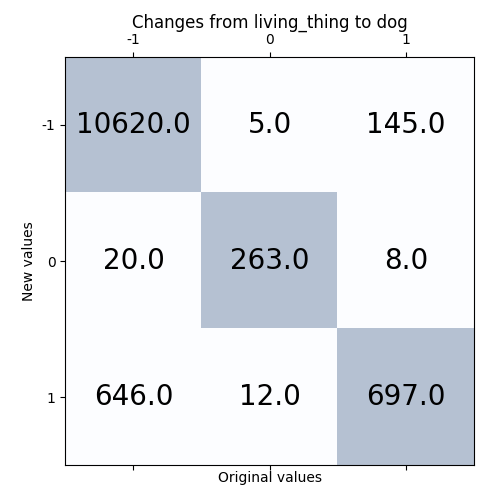 Changes from living_thing to dog
-1 0 1
-1 10620.0 5.0 145.0
0 20.0 263.0 8.0
1 646.0 12.0 697.0
New values
Original values